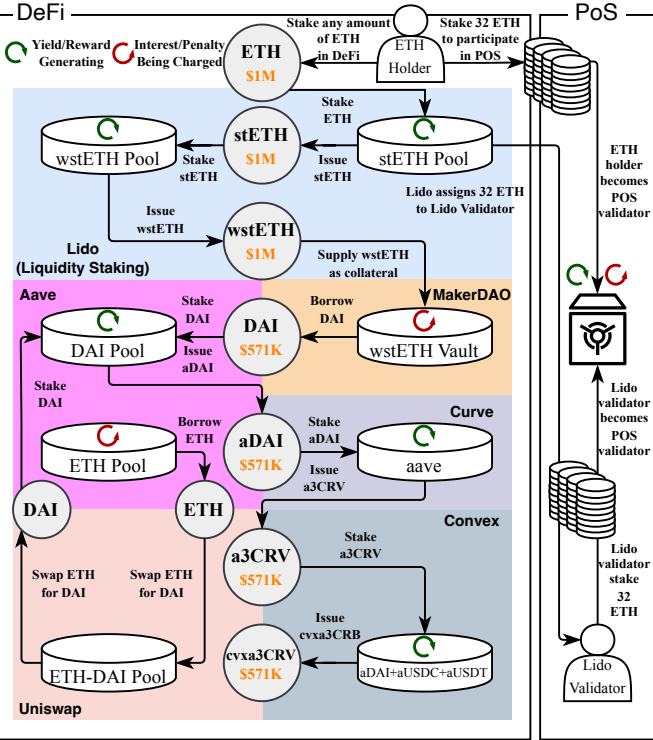 DeFi
PoS
Yield/Reward
Generating
Interest/Penalty
Being Charged
ETH
$1M
Stake any amount
of ETH
in DeFi
ETH
Holder
Stake 32 ETH
to participate
in POS
Stake
ETH
wstETH Pool
Stake
stETH
stETH
$1M
Issue
stETH
stETH Pool
Lido assigns 32 ETH
to Lido Validator
ETH
holder
becomes
POS
validator
Issue
wstETH
wstETH
$1M
Supply wstETH
as collateral
Lido
(Liquidity Staking)
Aave
MakerDAO
DAI Pool
Stake
DAI
Issue
aDAI
DAI
$571K
Borrow
DAI
wstETH Vault
Stake
DAI
Borrow
ETH
ETH Pool
Curve
aDAI
$571K
Stake
aDAI
Issue
a3CRV
aave
Lido
validator
becomes
POS
validator
DAI
ETH
Convex
a3CRV
$571K
Stake
a3CRV
Swap ETH
for DAI
Swap ETH
for DAI
Lido
validator
stake
32
ETH
ETH-DAI Pool
cvxa3CRV
$571K
Issue
cvxa3CRB
aDAI+aUSDC+aUSDT
Uniswap
Lido
Validator